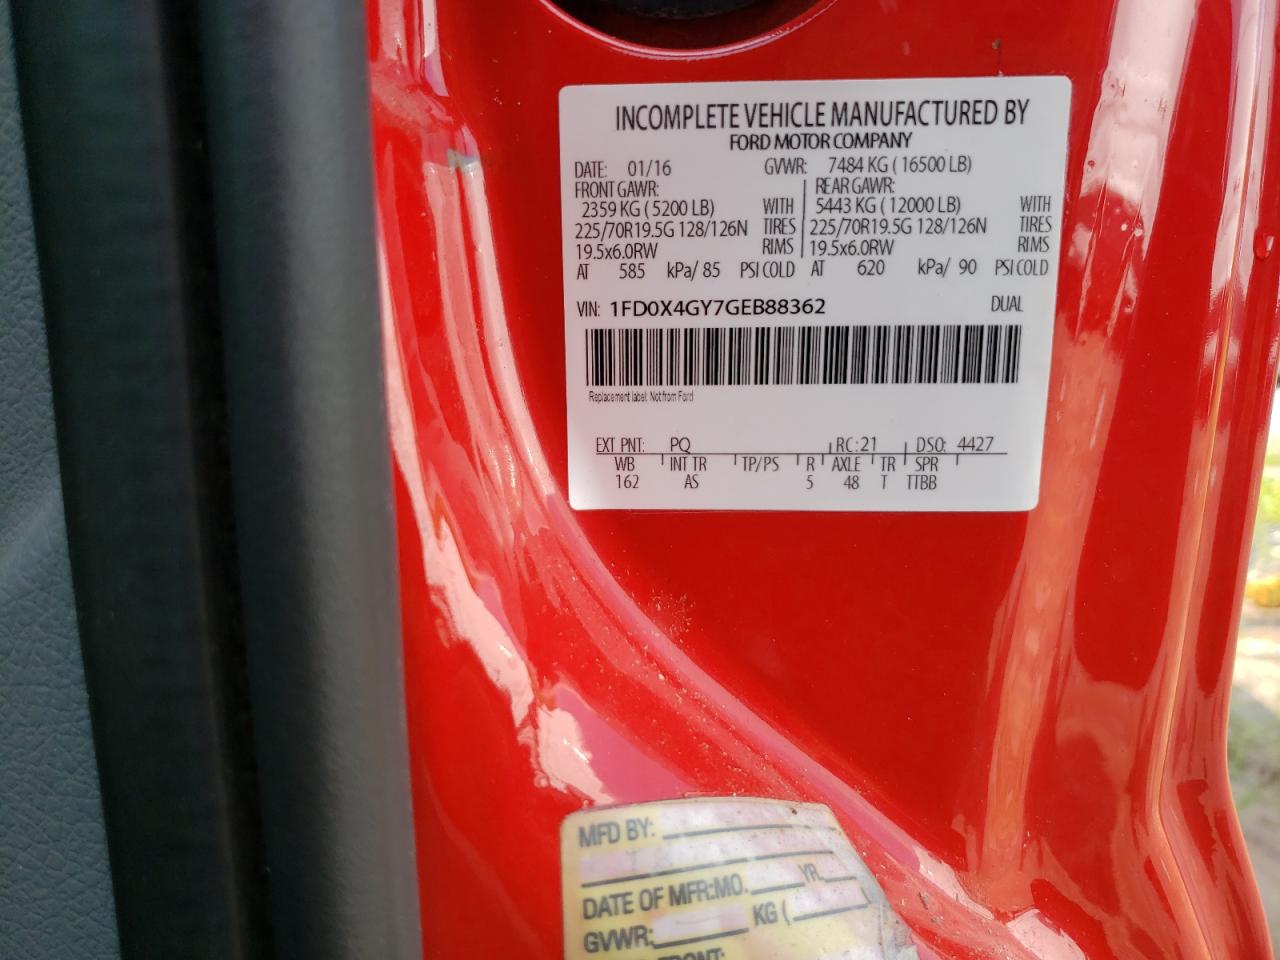 INCOMPLETE VEHICLE MANUFACTURED BY
FORD MOTOR COMPANY
DATE: 01/16 GVWR: 7484 KG ( 16500 LB)
FRONT GAWR: REAR GAWR:
2359 KG ( 5200 LB) WITH 5443 KG ( 12000 LB) WITH
225/70R19.5G 128/126N TIRES 225/70R19.5G 128/126N TIRES
19.5x6.0RW RIMS 19.5x6.0RW RIMS
AT 585 kPa/ 85 PSI COLD AT 620 kPa/ 90 PSI COLD
VIN: 1FD0X4GY7GEB88362 DUAL
Replacement label: Not from Ford
EXT PNT: PQ RC: 21 DSO: 4427
WB INT TR TP/PS R AXLE TR SPR
162 AS 5 48 T TTBB
MFD BY:
DATE OF MFR:MO. YR.
GVWR: KG (
FRONT: